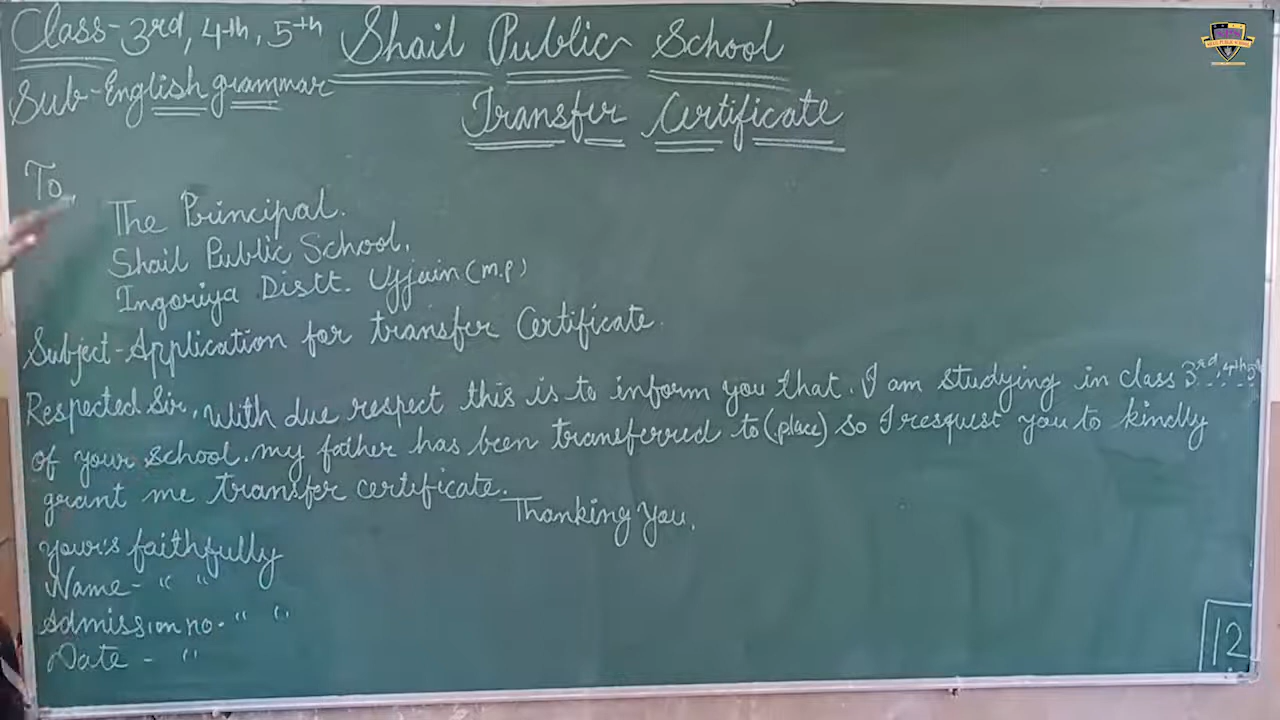 Class-3rd, 4th, 5th
Shail Public School
Sub-English grammar
Transfer Certificate
To,
The Principal.
Shail Public School.
Ingoriya Distt. Ujjain (m.p)
Subject-Application for transfer Certificate.
Respected Sir, with due respect this is to inform you that. I am studying in class 3rd, 4th, 5th
of your school. my father has been transferred to (place) so I resquest you to kindly
grant me transfer certificate.
Thanking You.
your's faithfully
Name- " "
Admission no- " "
Date - "
12